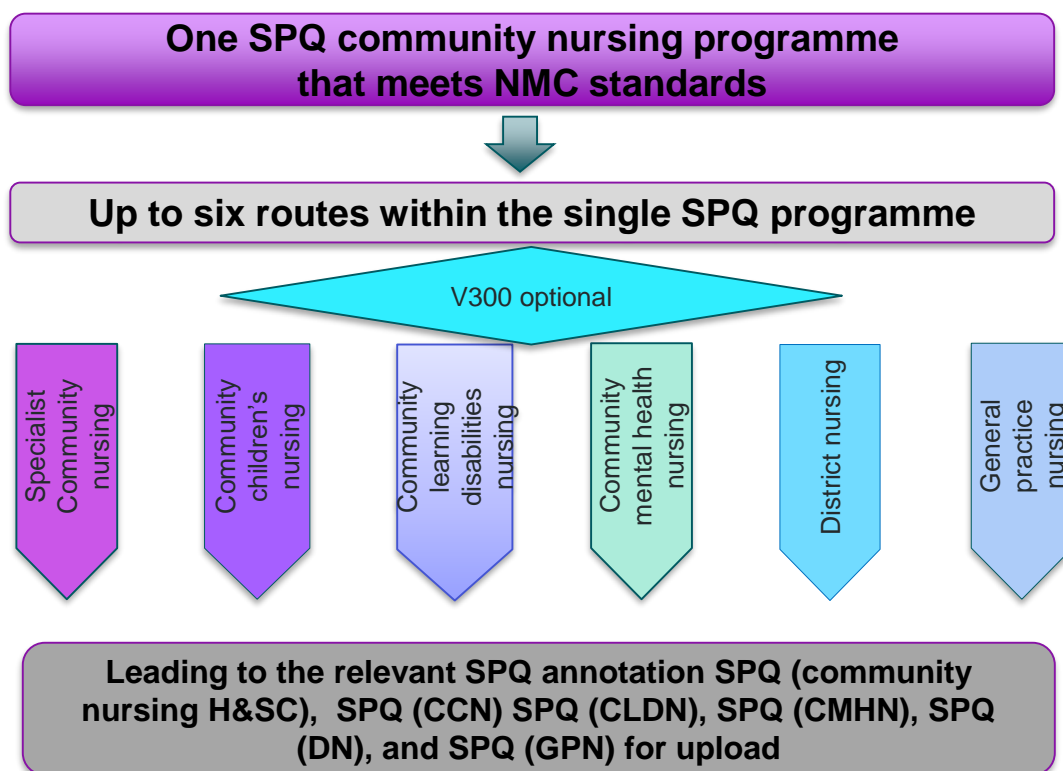 One SPQ community nursing programme
that meets NMC standards
Up to six routes within the single SPQ programme
V300 optional
Specialist
Community
nursing
Community
children's
nursing
Community
learning
disabilities
nursing
Community
mental health
nursing
District nursing
General
practice
nursing
Leading to the relevant SPQ annotation SPQ (community
nursing H&SC), SPQ (CCN) SPQ (CLDN), SPQ (CMHN), SPQ
(DN), and SPQ (GPN) for upload